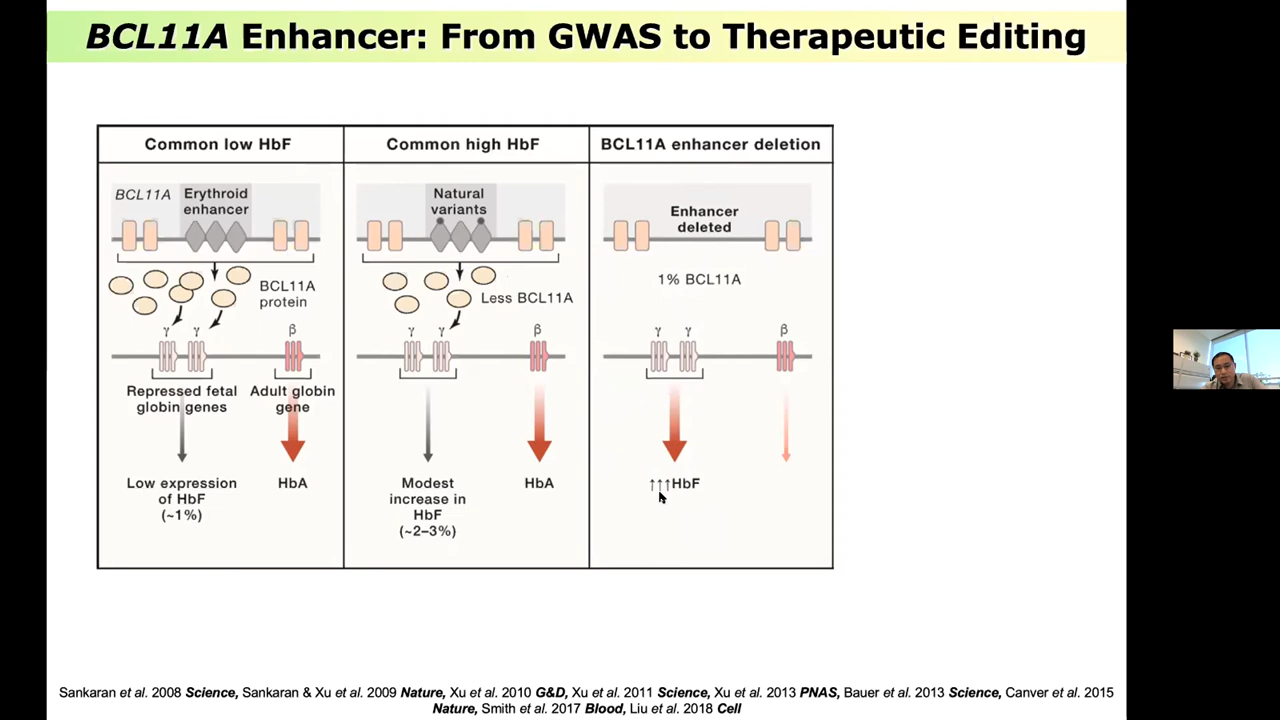 BCL11A Enhancer: From GWAS to Therapeutic Editing
Common low HbF
BCL11A
Erythroid
enhancer
BCL11A
protein
γ γ β
Repressed fetal
globin genes
Adult globin
gene
Low expression
of HbF
(~1%)
HbA
Common high HbF
Natural
variants
Less BCL11A
γ γ β
Modest
increase in
HbF
(~2–3%)
HbA
BCL11A enhancer deletion
Enhancer
deleted
1% BCL11A
γ γ β
↑↑↑HbF
Sankaran et al. 2008 Science, Sankaran & Xu et al. 2009 Nature, Xu et al. 2010 G&D, Xu et al. 2011 Science, Xu et al. 2013 PNAS, Bauer et al. 2013 Science, Canver et al. 2015
Nature, Smith et al. 2017 Blood, Liu et al. 2018 Cell